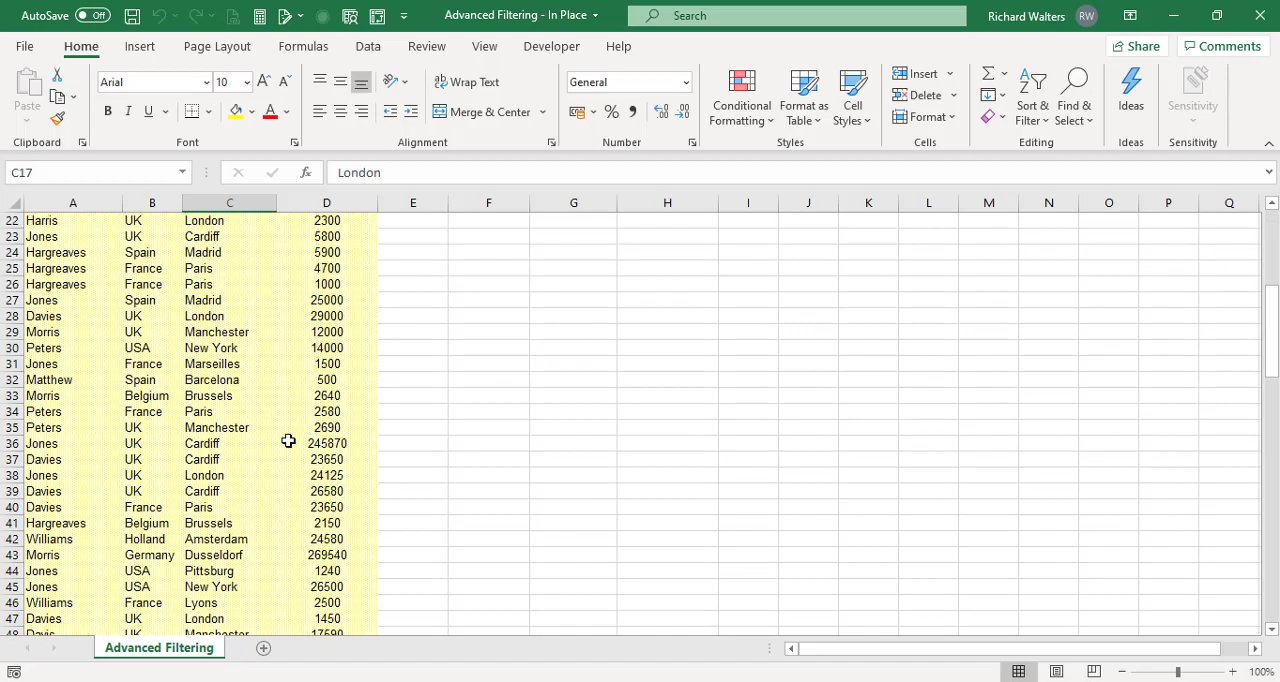 AutoSave Off Advanced Filtering - In Place Search Richard Walters RW
File Home Insert Page Layout Formulas Data Review View Developer Help Share Comments
Paste Arial 10 Wrap Text General Conditional Formatting Format as Table Cell Styles Insert Sort & Filter Find & Select Ideas Sensitivity
B I U Merge & Center % Delete
Format
Clipboard Font Alignment Number Styles Cells Editing Ideas Sensitivity
C17 fx London
A B C D E F G H I J K L M N O P Q
22 Harris UK London 2300
23 Jones UK Cardiff 5800
24 Hargreaves Spain Madrid 5900
25 Hargreaves France Paris 4700
26 Hargreaves France Paris 1000
27 Jones Spain Madrid 25000
28 Davies UK London 29000
29 Morris UK Manchester 12000
30 Peters USA New York 14000
31 Jones France Marseilles 1500
32 Matthew Spain Barcelona 500
33 Morris Belgium Brussels 2640
34 Peters France Paris 2580
35 Peters UK Manchester 2690
36 Jones UK Cardiff 245870
37 Davies UK Cardiff 23650
38 Jones UK London 24125
39 Davies UK Cardiff 26580
40 Davies France Paris 23650
41 Hargreaves Belgium Brussels 2150
42 Williams Holland Amsterdam 24580
43 Morris Germany Dusseldorf 269540
44 Jones USA Pittsburg 1240
45 Jones USA New York 26500
46 Williams France Lyons 2500
47 Davies UK London 1450
48 Davis UK Manchester 17590
Advanced Filtering
100%